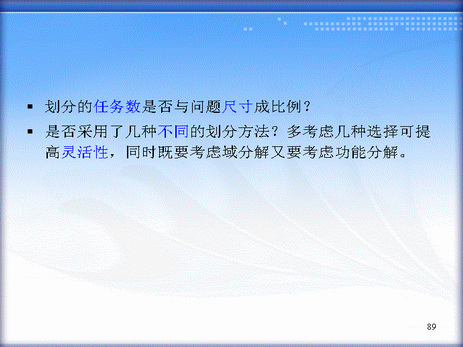 ▪ 划分的任务数是否与问题尺寸成比例？
▪ 是否采用了几种不同的划分方法？多考虑几种选择可提
高灵活性，同时既要考虑域分解又要考虑功能分解。
89